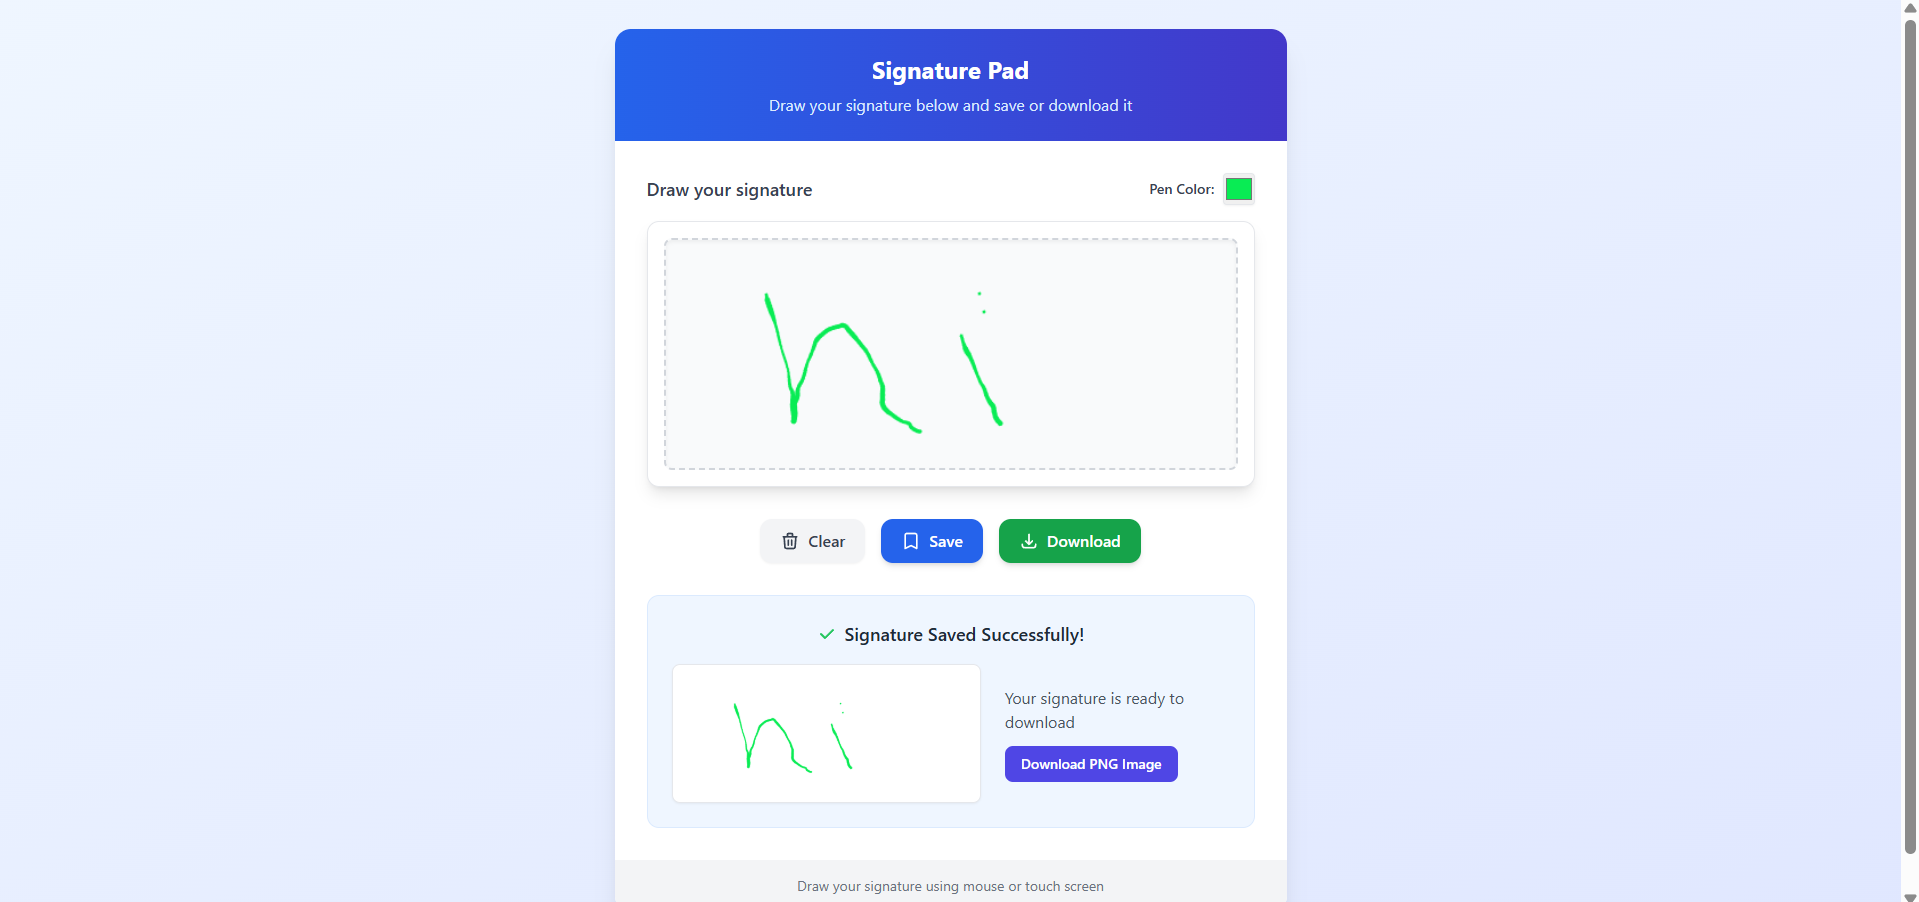 Signature Pad
Draw your signature below and save or download it
Draw your signature
Pen Color:
hi
Clear
Save
Download
Signature Saved Successfully!
hi
Your signature is ready to
download
Download PNG Image
Draw your signature using mouse or touch screen